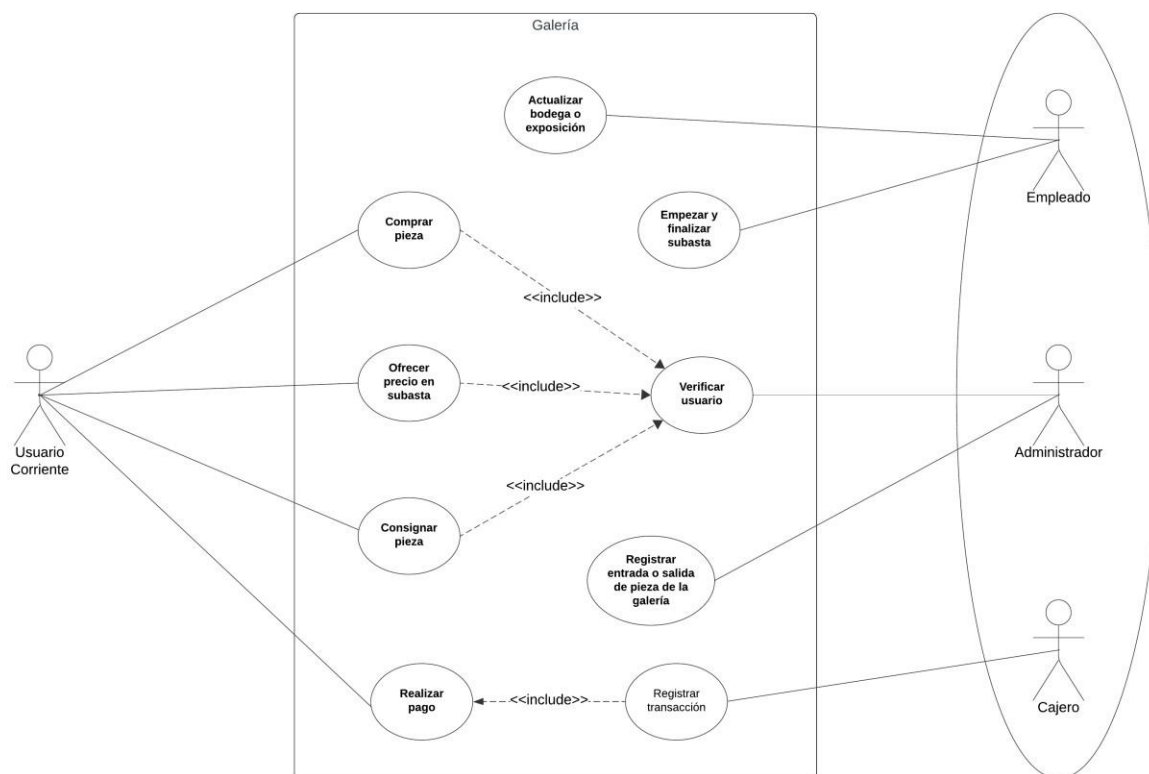 Galería
Actualizar
bodega o
exposición
Empleado
Comprar
pieza
Empezar y
finalizar
subasta
<<include>>
Usuario
Corriente
Ofrecer
precio en
subasta
<<include>>
Verificar
usuario
Administrador
<<include>>
Consignar
pieza
Registrar
entrada o salida
de pieza de la
galería
Realizar
pago
<<include>>
Registrar
transacción
Cajero